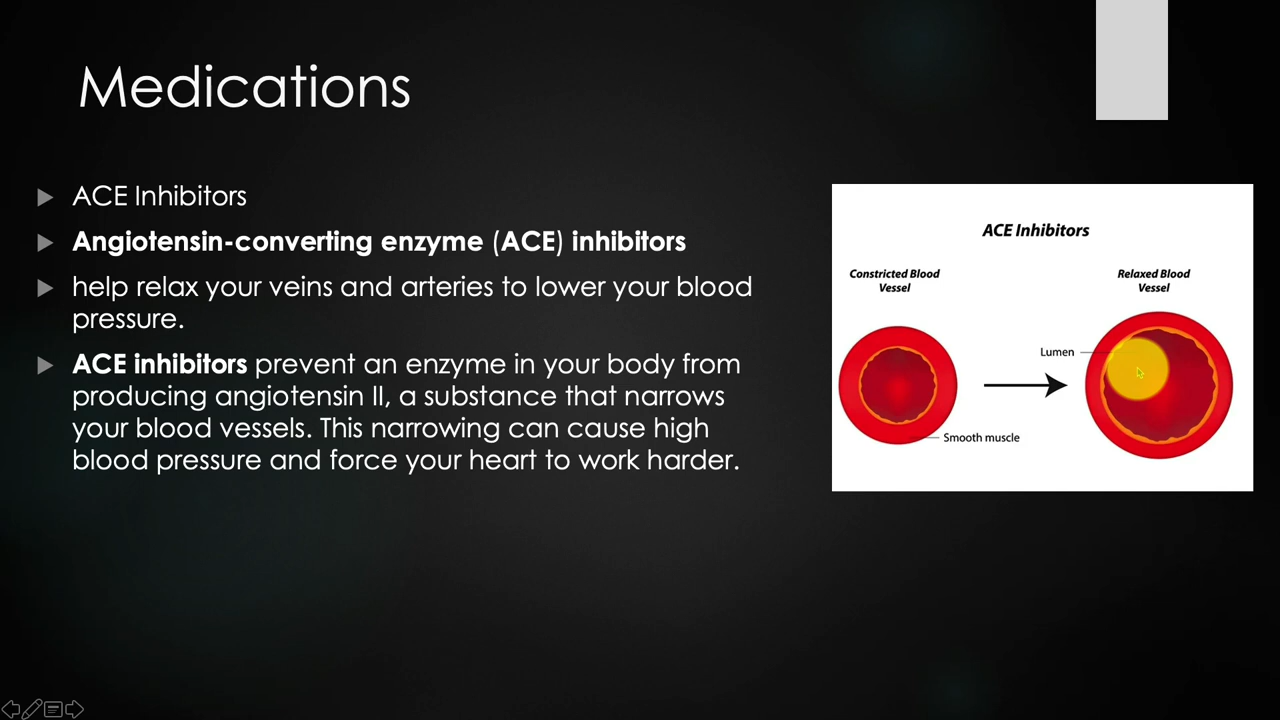 Medications
ACE Inhibitors
Angiotensin-converting enzyme (ACE) inhibitors
help relax your veins and arteries to lower your blood
pressure.
ACE inhibitors prevent an enzyme in your body from
producing angiotensin II, a substance that narrows
your blood vessels. This narrowing can cause high
blood pressure and force your heart to work harder.
ACE Inhibitors
Constricted Blood
Vessel
Relaxed Blood
Vessel
Lumen
Smooth muscle